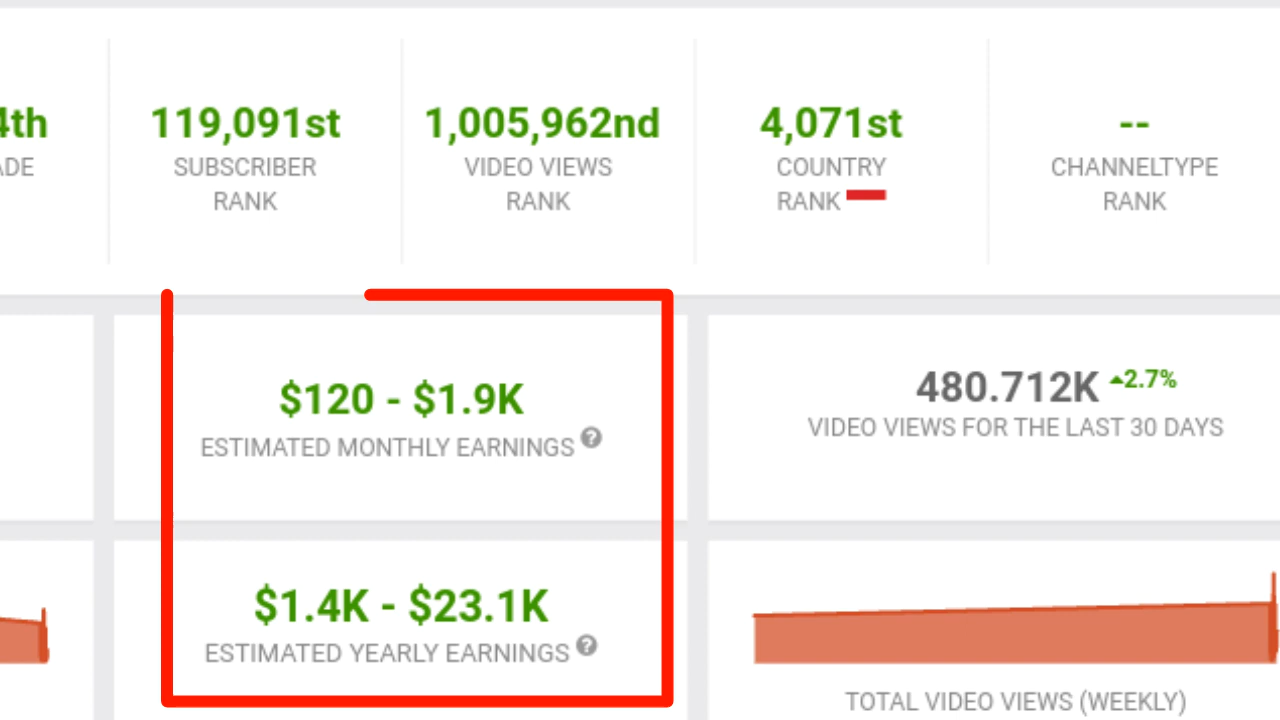 4th
ADE
119,091st
SUBSCRIBER
RANK
1,005,962nd
VIDEO VIEWS
RANK
4,071st
COUNTRY
RANK
--
CHANNELTYPE
RANK
$120 - $1.9K
ESTIMATED MONTHLY EARNINGS ?
480.712K 2.7%
VIDEO VIEWS FOR THE LAST 30 DAYS
$1.4K - $23.1K
ESTIMATED YEARLY EARNINGS ?
TOTAL VIDEO VIEWS (WEEKLY)